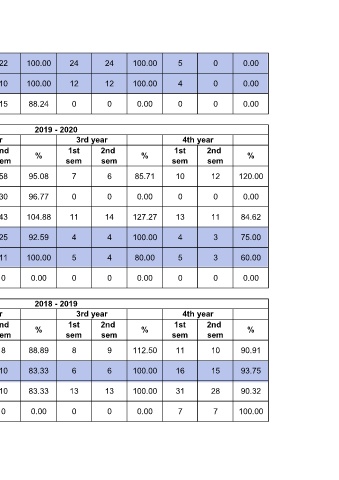 22 100.00 24 24 100.00 5 0 0.00
10 100.00 12 12 100.00 4 0 0.00
15 88.24 0 0 0.00 0 0 0.00
2019 - 2020
r 3rd year 4th year
nd sem % 1st sem 2nd sem % 1st sem 2nd sem %
58 95.08 7 6 85.71 10 12 120.00
30 96.77 0 0 0.00 0 0 0.00
43 104.88 11 14 127.27 13 11 84.62
25 92.59 4 4 100.00 4 3 75.00
11 100.00 5 4 80.00 5 3 60.00
0 0.00 0 0 0.00 0 0 0.00
2018 - 2019
r 3rd year 4th year
nd sem % 1st sem 2nd sem % 1st sem 2nd sem %
8 88.89 8 9 112.50 11 10 90.91
10 83.33 6 6 100.00 16 15 93.75
10 83.33 13 13 100.00 31 28 90.32
0 0.00 0 0 0.00 7 7 100.00